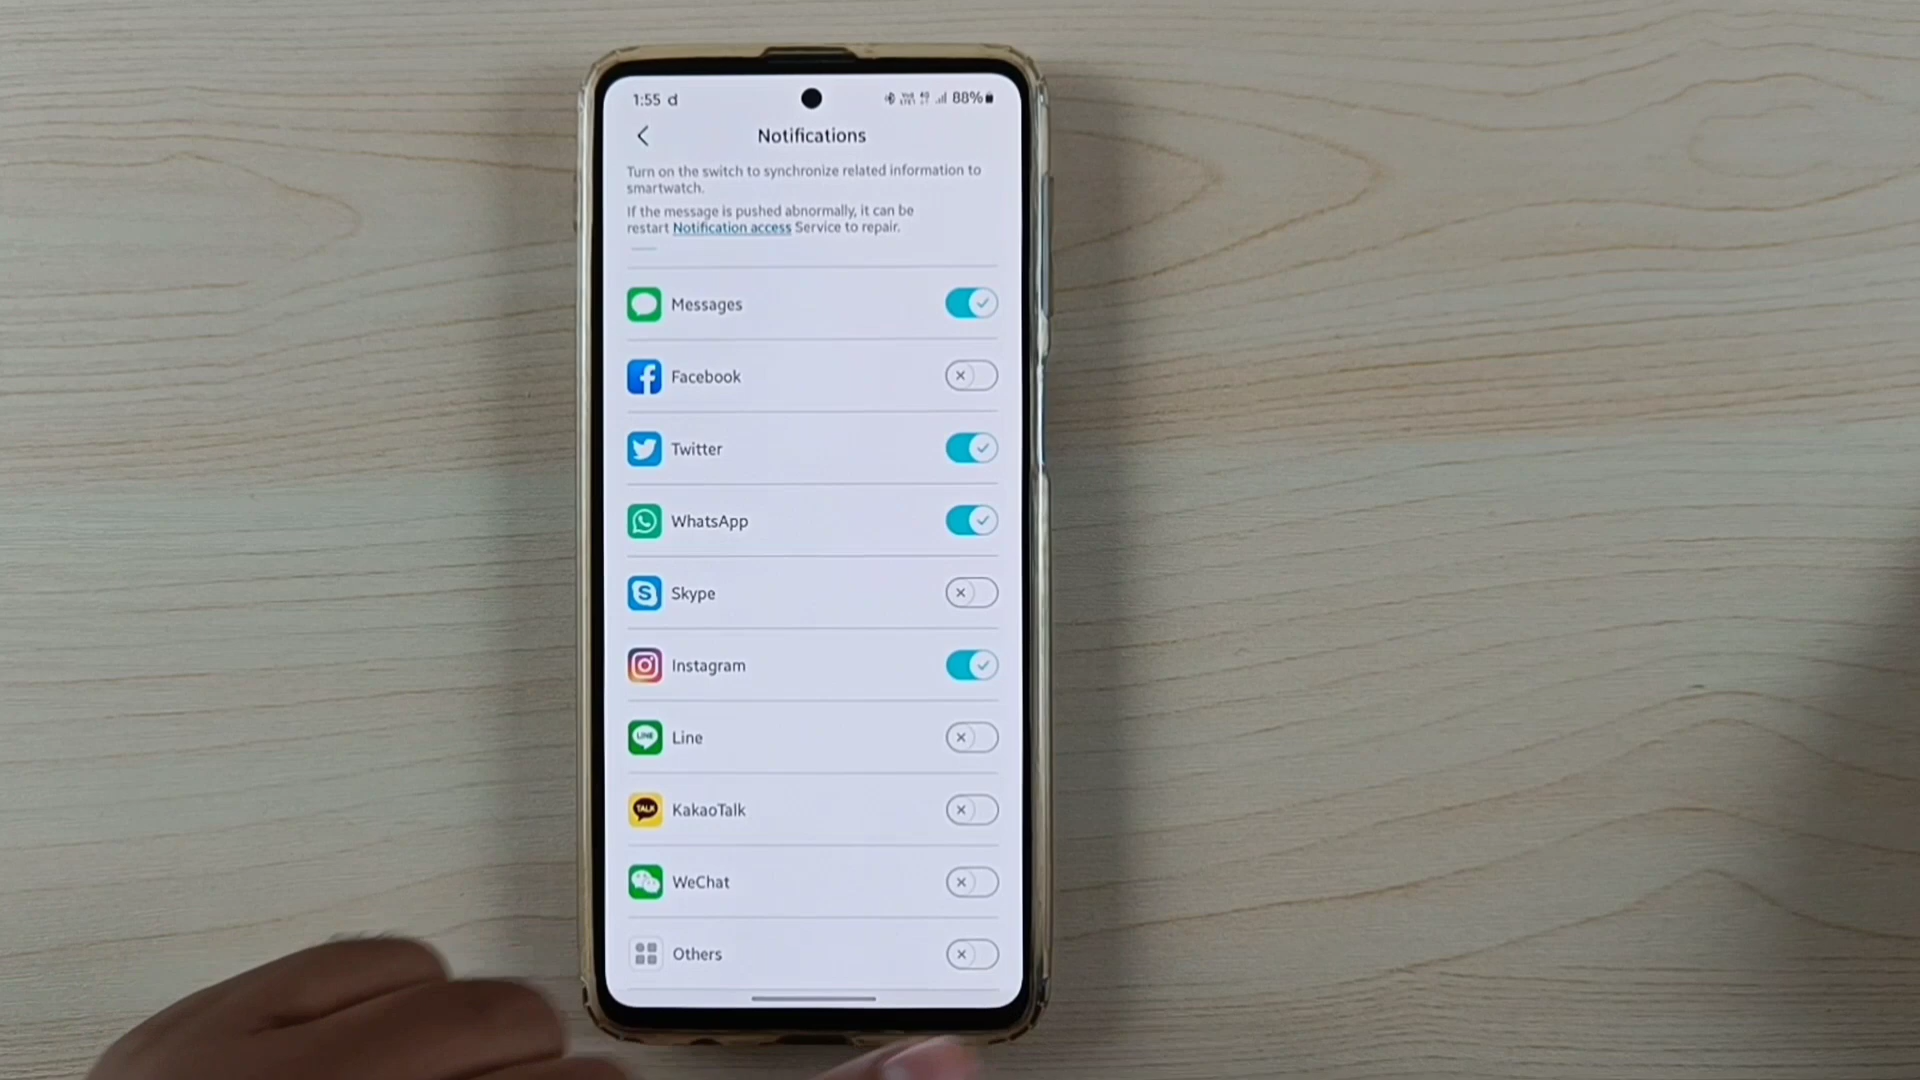 1:55 d
88%
Notifications
Turn on the switch to synchronize related information to
smartwatch.
If the message is pushed abnormally, it can be
restart Notification access Service to repair.
Messages
Facebook
Twitter
WhatsApp
S Skype
Instagram
LINE Line
TALK KakaoTalk
WeChat
Others